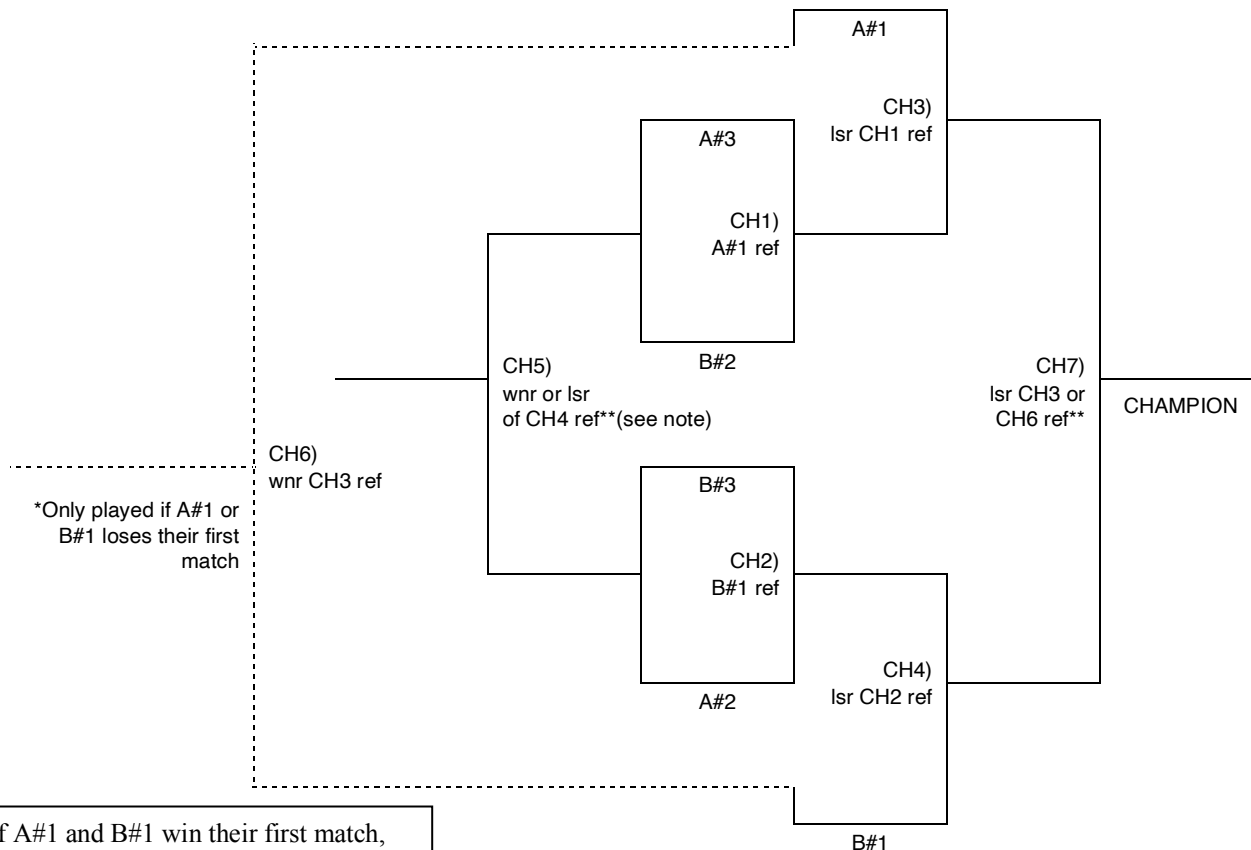 A#1
CH3)
lsr CH1 ref
A#3
CH1)
A#1 ref
B#2
CH5)
wnr or lsr
of CH4 ref**(see note)
CH7)
lsr CH3 or
CH6 ref**
CHAMPION
CH6)
wnr CH3 ref
*Only played if A#1 or
B#1 loses their first
match
B#3
CH2)
B#1 ref
A#2
CH4)
lsr CH2 ref
B#1
A#1 and B#1 win their first match,